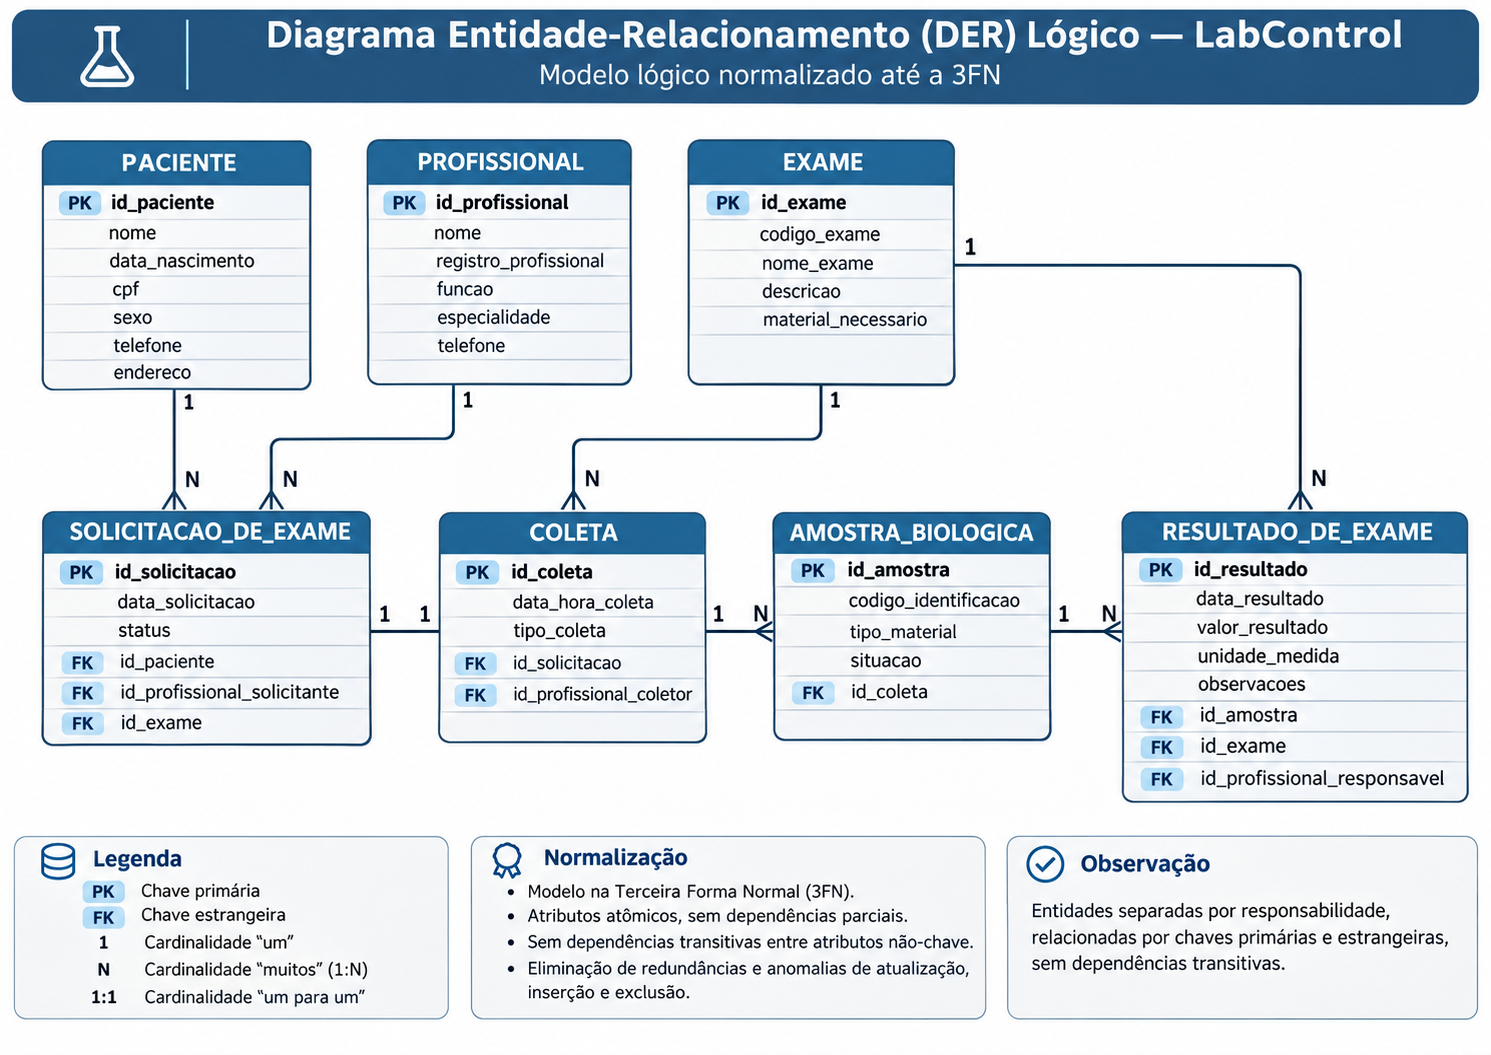 Diagrama Entidade-Relacionamento (DER) Lógico — LabControl
Modelo lógico normalizado até a 3FN
PACIENTE
PK id_paciente
nome
data_nascimento
cpf
sexo
telefone
endereco
PROFISSIONAL
PK id_profissional
nome
registro_profissional
funcao
especialidade
telefone
EXAME
PK id_exame
codigo_exame
nome_exame
descricao
material_necessario
1
1
1
1
N
N
N
N
SOLICITACAO_DE_EXAME
PK id_solicitacao
data_solicitacao
status
FK id_paciente
FK id_profissional_solicitante
FK id_exame
1 1
COLETA
PK id_coleta
data_hora_coleta
tipo_coleta
FK id_solicitacao
FK id_profissional_coletor
1 N
AMOSTRA_BIOLOGICA
PK id_amostra
codigo_identificacao
tipo_material
situacao
FK id_coleta
1 N
RESULTADO_DE_EXAME
PK id_resultado
data_resultado
valor_resultado
unidade_medida
observacoes
FK id_amostra
FK id_exame
FK id_profissional_responsavel
Legenda
PK Chave primária
FK Chave estrangeira
1 Cardinalidade “um”
N Cardinalidade “muitos” (1:N)
1:1 Cardinalidade “um para um”
Normalização
• Modelo na Terceira Forma Normal (3FN).
• Atributos atômicos, sem dependências parciais.
• Sem dependências transitivas entre atributos não-chave.
• Eliminação de redundâncias e anomalias de atualização,
inserção e exclusão.
Observação
Entidades separadas por responsabilidade,
relacionadas por chaves primárias e estrangeiras,
sem dependências transitivas.